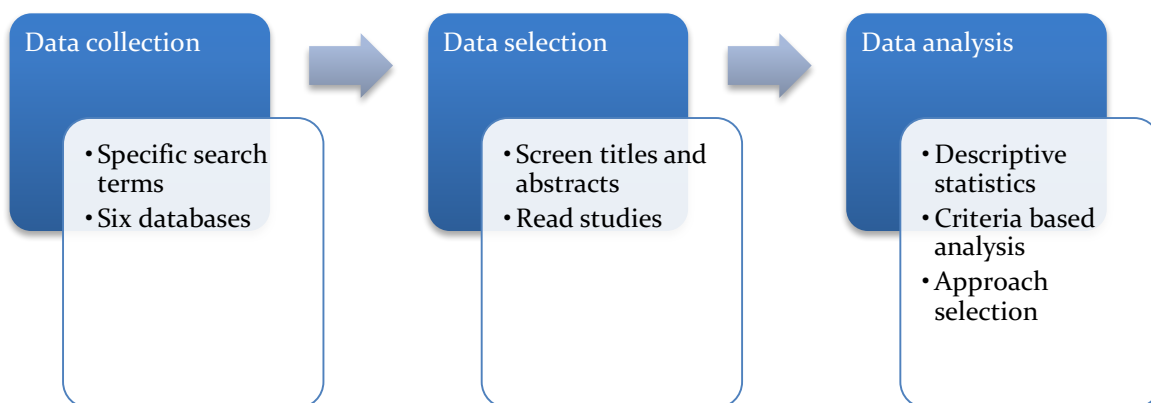 Data collection
• Specific search
terms
• Six databases
Data selection
• Screen titles and
abstracts
• Read studies
Data analysis
• Descriptive
statistics
• Criteria based
analysis
• Approach
selection